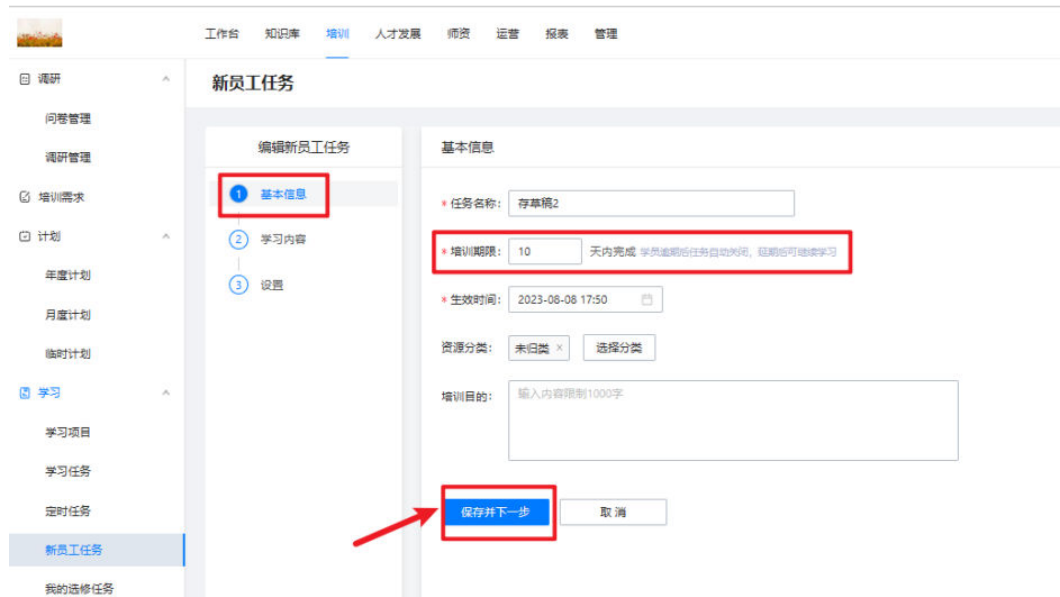 工作台 知识库 培训 人才发展 师资 运营 报表 管理
调研
问卷管理
调研管理
培训需求
计划
年度计划
月度计划
临时计划
学习
学习项目
学习任务
定时任务
新员工任务
我的选修任务
新员工任务
编辑新员工任务
1 基本信息
2 学习内容
3 设置
基本信息
* 任务名称： 存草稿2
* 培训期限： 10 天内完成 学员逾期后任务自动关闭，延期后可继续学习
* 生效时间： 2023-08-08 17:50
资源分类： 未归类 × 选择分类
培训目的： 输入内容限制1000字
保存并下一步 取消